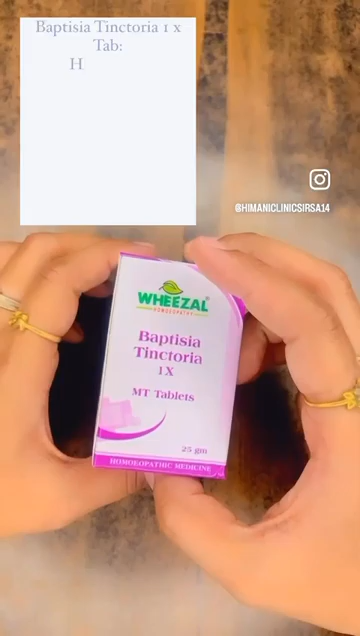 Baptisia Tinctoria 1 x
Tab:
H
@HIMANICLINICSIRSA14
WHEEZAL
HOMOEOPATHY
Baptisia
Tinctoria
1X
MT Tablets
25 gm
HOMOEOPATHIC MEDICINE